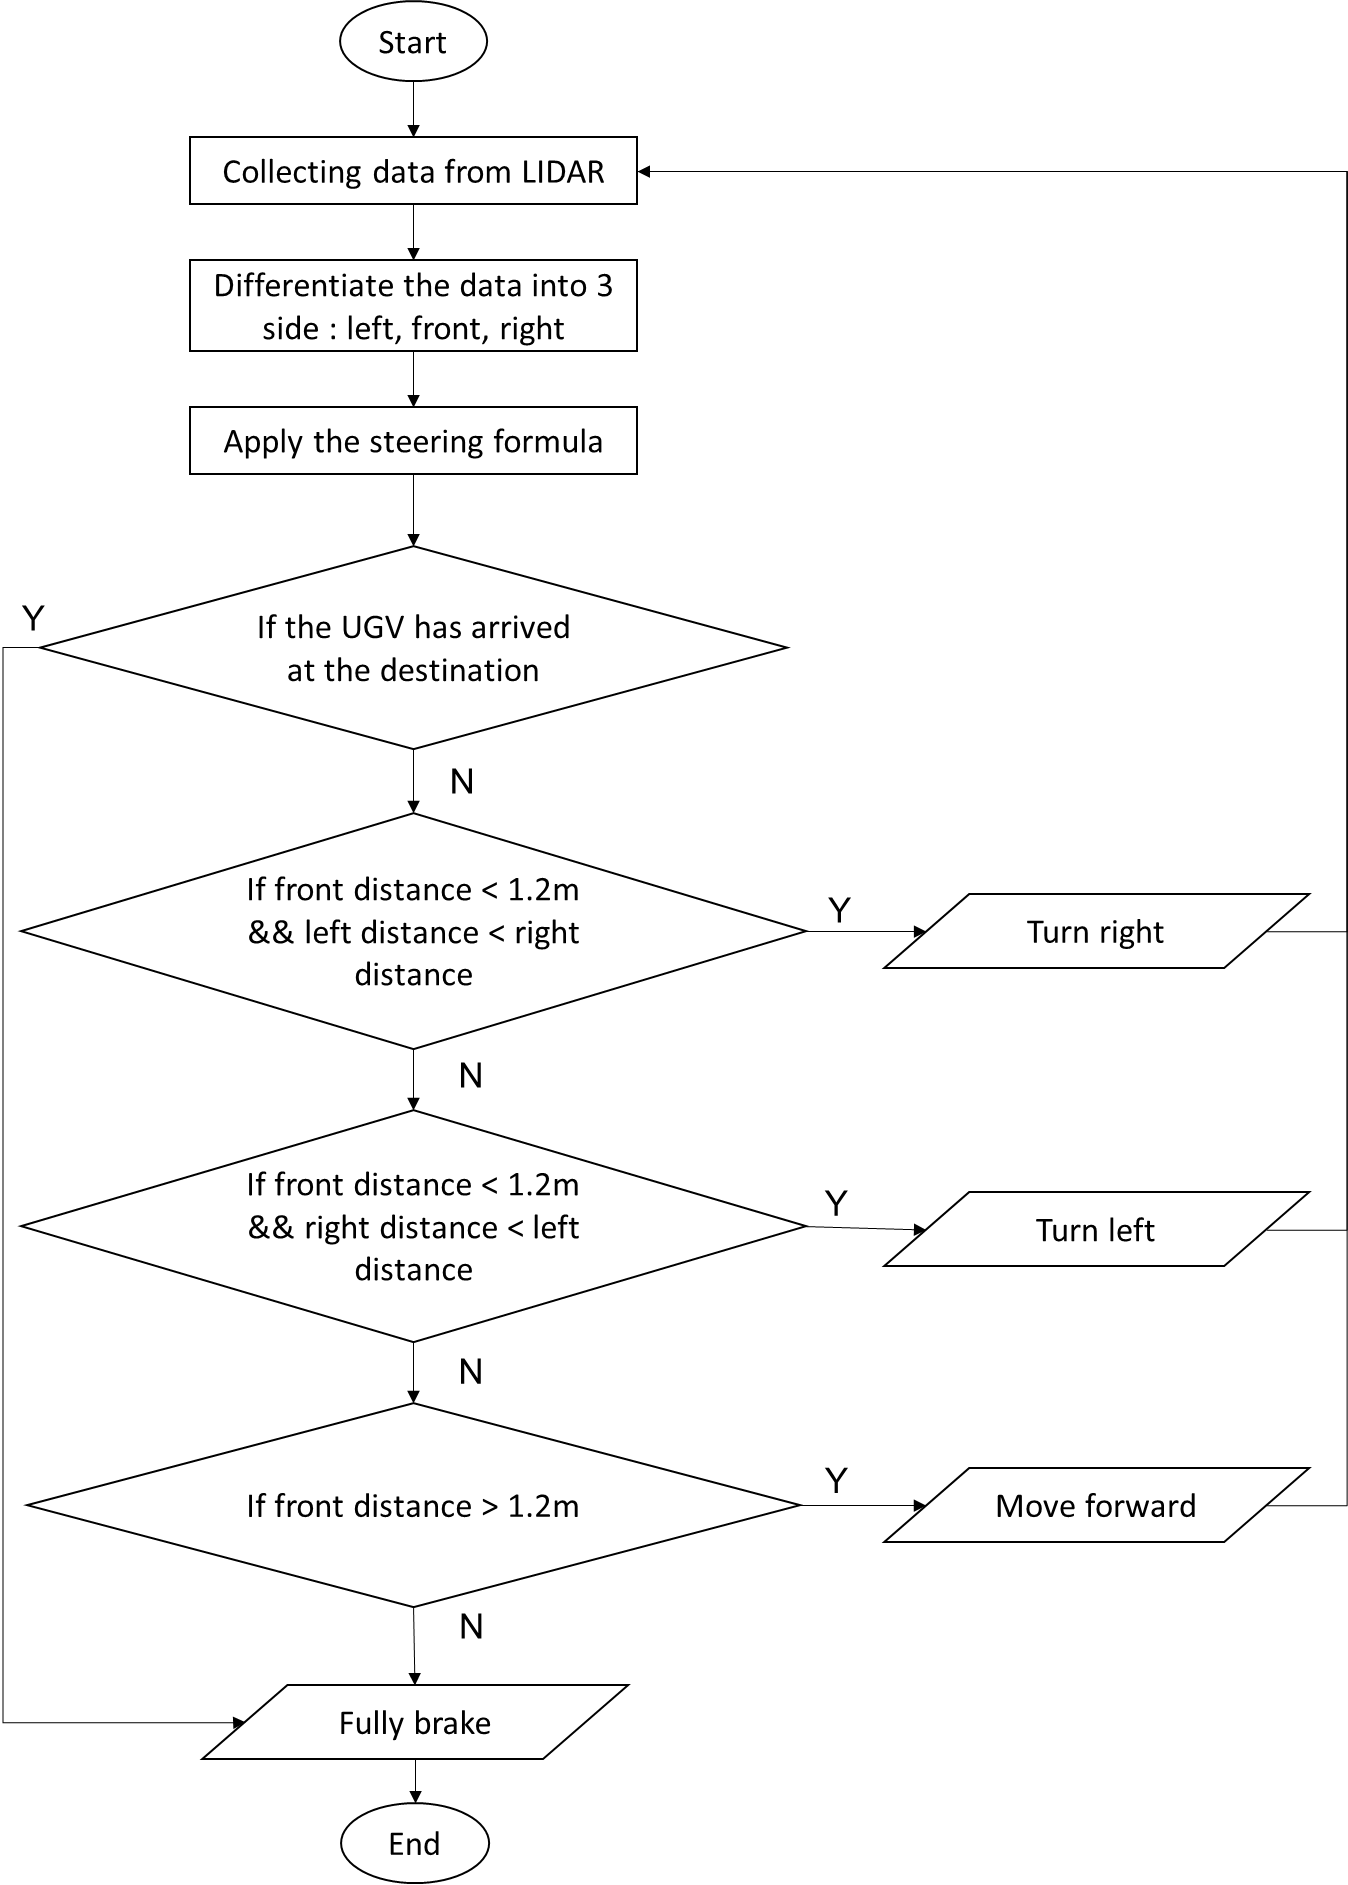 Start
Collecting data from LIDAR
Differentiate the data into 3
side : left, front, right
Apply the steering formula
Y
If the UGV has arrived
at the destination
N
If front distance < 1.2m
&& left distance < right
distance
Y
Turn right
N
If front distance < 1.2m
&& right distance < left
distance
Y
Turn left
N
If front distance > 1.2m
Y
Move forward
N
Fully brake
End